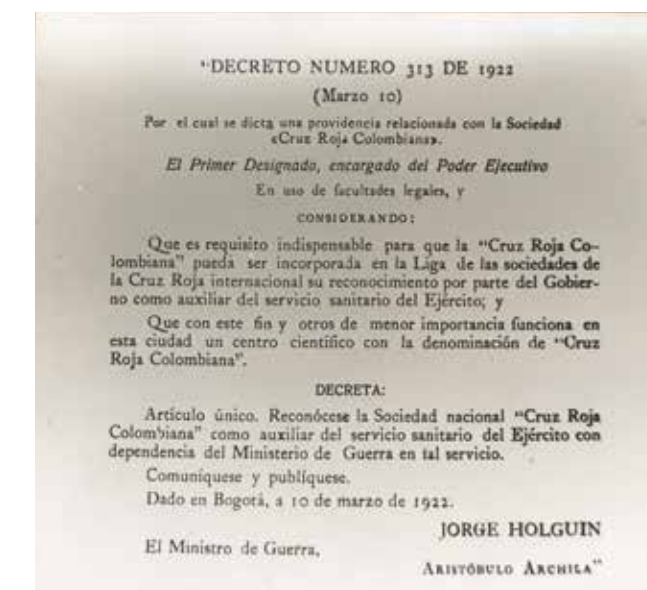 "DECRETO NUMERO 313 DE 1922
(Marzo 10)
Por el cual se dicta una providencia relacionada con la Sociedad
«Cruz Roja Colombiana».
El Primer Designado, encargado del Poder Ejecutivo
En uso de facultades legales, y
CONSIDERANDO:
Que es requisito indispensable para que la "Cruz Roja Co-
lombiana" pueda ser incorporada en la Liga de las sociedades de
la Cruz Roja internacional su reconocimiento por parte del Gobier-
no como auxiliar del servicio sanitario del Ejército; y
Que con este fin y otros de menor importancia funciona en
esta ciudad un centro científico con la denominación de "Cruz
Roja Colombiana".
DECRETA:
Artículo único. Reconócese la Sociedad nacional "Cruz Roja
Colombiana" como auxiliar del servicio sanitario del Ejército con
dependencia del Ministerio de Guerra en tal servicio.
Comuníquese y publíquese.
Dado en Bogotá, a 10 de marzo de 1922.
JORGE HOLGUIN
El Ministro de Guerra,
ARISTÓBULO ARCHILA"